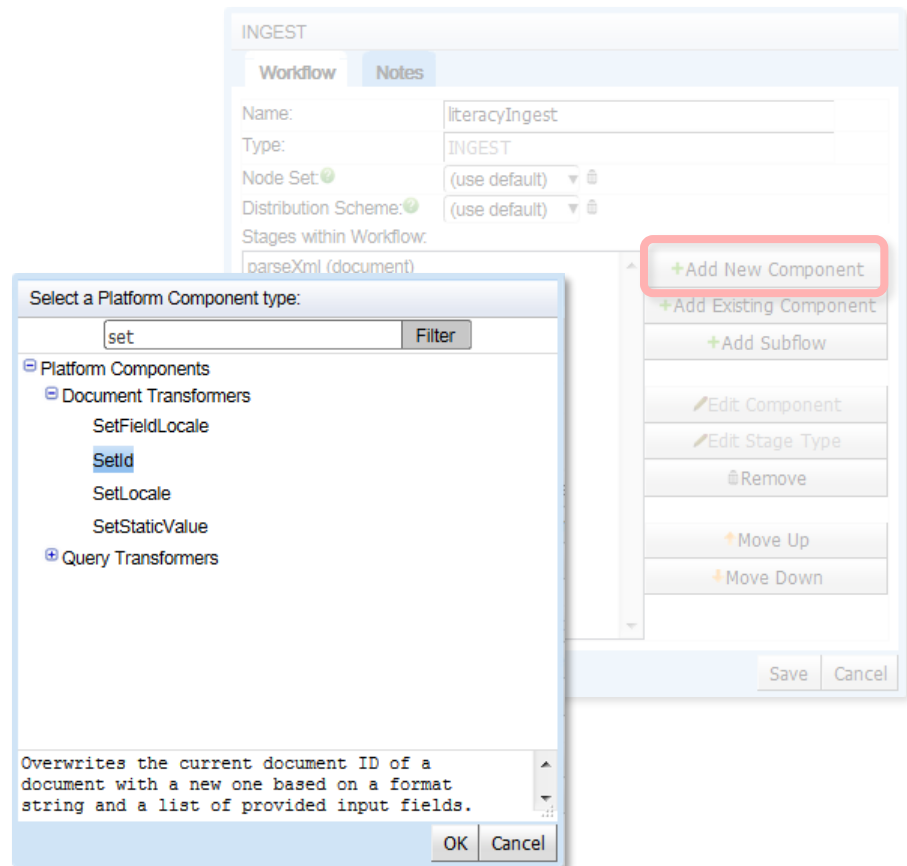 INGEST
Workflow Notes
Name: literacyIngest
Type: INGEST
Node Set: (use default)
Distribution Scheme: (use default)
Stages within Workflow:
parseXml (document)
+Add New Component
+Add Existing Component
+Add Subflow
Edit Component
Edit Stage Type
Remove
Move Up
Move Down
Save Cancel
Select a Platform Component type:
set Filter
Platform Components
Document Transformers
SetFieldLocale
SetId
SetLocale
SetStaticValue
Query Transformers
Overwrites the current document ID of a
document with a new one based on a format
string and a list of provided input fields.
OK Cancel